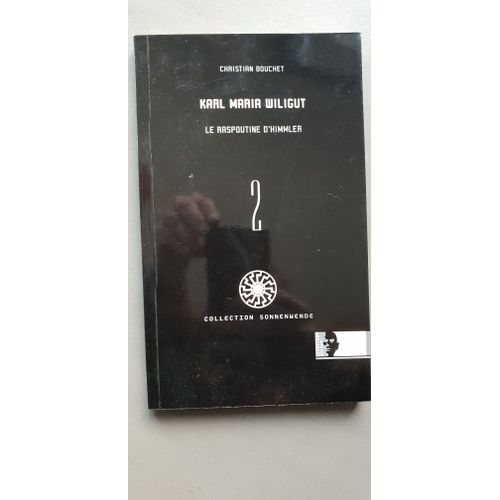 CHRISTIAN BOUCHET
KARL MARIA WILIGUT
LE RASPOUTINE D'HIMMLER
2
COLLECTION SONNENWENDE